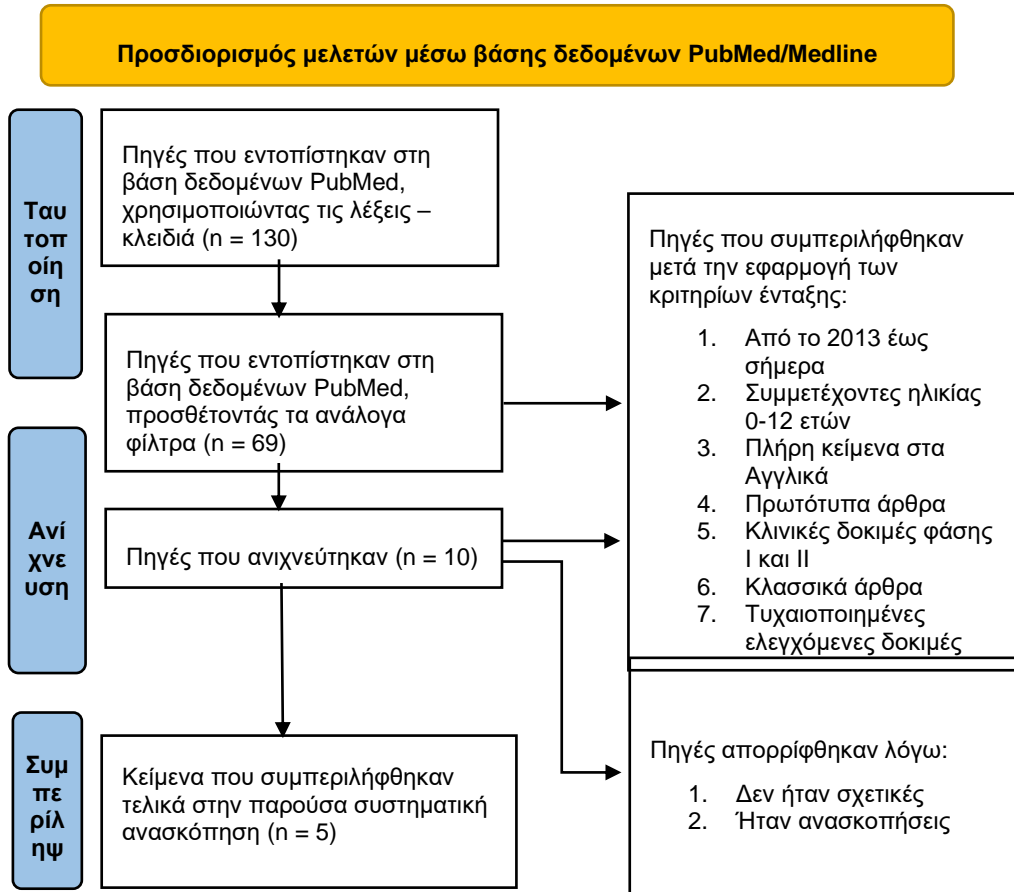 Προσδιορισμός μελετών μέσω βάσης δεδομένων PubMed/Medline
Ταυ
τοπ
οίη
ση
Πηγές που εντοπίστηκαν στη
βάση δεδομένων PubMed,
χρησιμοποιώντας τις λέξεις –
κλειδιά (n = 130)
Πηγές που εντοπίστηκαν στη
βάση δεδομένων PubMed,
προσθέτοντάς τα ανάλογα
φίλτρα (n = 69)
Πηγές που συμπεριλήφθηκαν
μετά την εφαρμογή των
κριτηρίων ένταξης:
1. Από το 2013 έως
σήμερα
2. Συμμετέχοντες ηλικίας
0-12 ετών
3. Πλήρη κείμενα στα
Αγγλικά
4. Πρωτότυπα άρθρα
5. Κλινικές δοκιμές φάσης
I και II
6. Κλασσικά άρθρα
7. Τυχαιοποιημένες
ελεγχόμενες δοκιμές
Ανί
χνε
υση
Πηγές που ανιχνεύτηκαν (n = 10)
Συμ
πε
ρίλ
ηψ
Κείμενα που συμπεριλήφθηκαν
τελικά στην παρούσα συστηματική
ανασκόπηση (n = 5)
Πηγές απορρίφθηκαν λόγω:
1. Δεν ήταν σχετικές
2. Ήταν ανασκοπήσεις